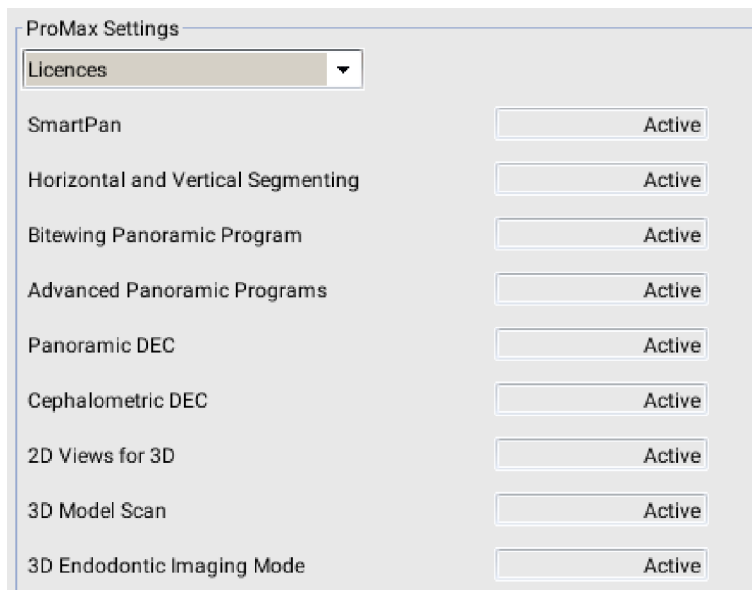 ProMax Settings
Licences
SmartPan Active
Horizontal and Vertical Segmenting Active
Bitewing Panoramic Program Active
Advanced Panoramic Programs Active
Panoramic DEC Active
Cephalometric DEC Active
2D Views for 3D Active
3D Model Scan Active
3D Endodontic Imaging Mode Active